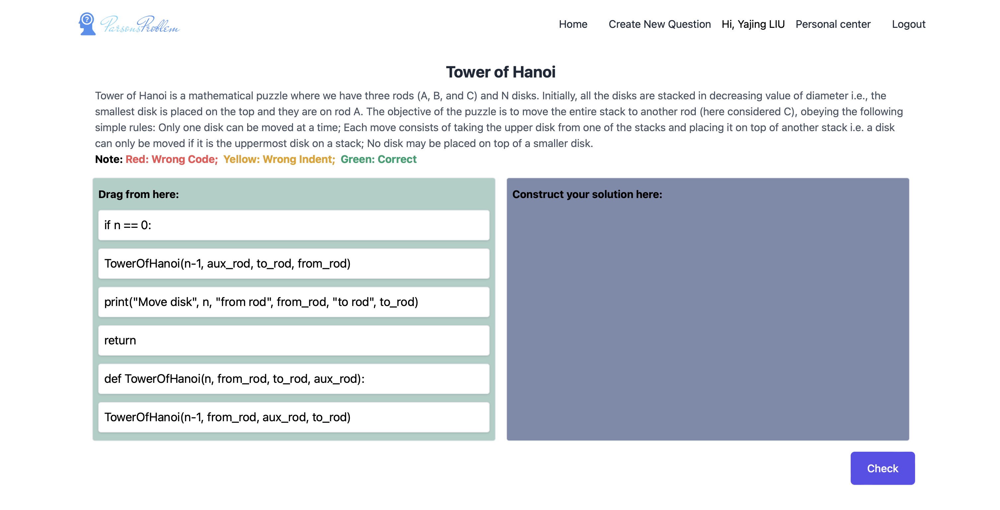 ParsonsProblem
Home Create New Question Hi, Yajing LIU Personal center Logout
Tower of Hanoi
Tower of Hanoi is a mathematical puzzle where we have three rods (A, B, and C) and N disks. Initially, all the disks are stacked in decreasing value of diameter i.e., the
smallest disk is placed on the top and they are on rod A. The objective of the puzzle is to move the entire stack to another rod (here considered C), obeying the following
simple rules: Only one disk can be moved at a time; Each move consists of taking the upper disk from one of the stacks and placing it on top of another stack i.e. a disk
can only be moved if it is the uppermost disk on a stack; No disk may be placed on top of a smaller disk.
Note: Red: Wrong Code; Yellow: Wrong Indent; Green: Correct
Drag from here:
if n == 0:
TowerOfHanoi(n-1, aux_rod, to_rod, from_rod)
print("Move disk", n, "from rod", from_rod, "to rod", to_rod)
return
def TowerOfHanoi(n, from_rod, to_rod, aux_rod):
TowerOfHanoi(n-1, from_rod, aux_rod, to_rod)
Construct your solution here:
Check